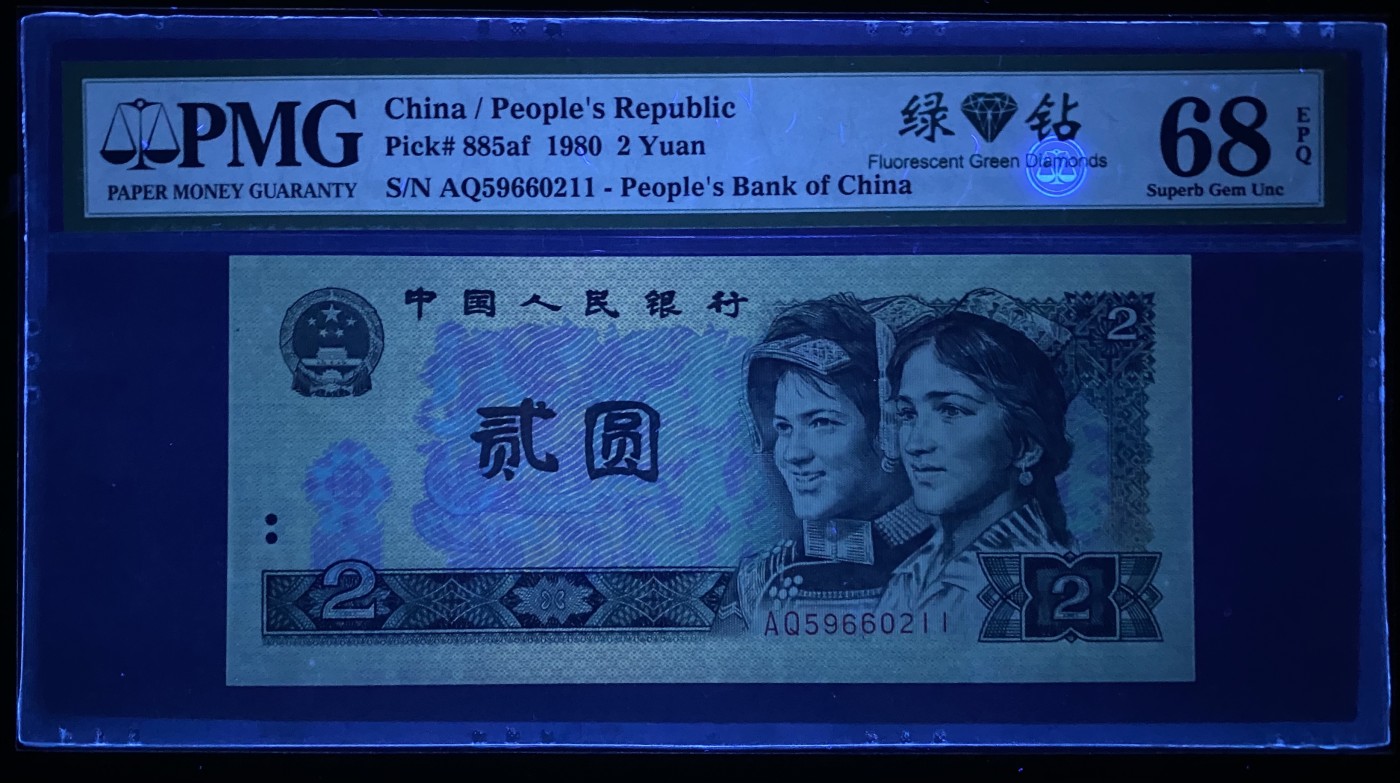 PMG
PAPER MONEY GUARANTY
China / People's Republic
Pick# 885af 1980 2 Yuan
S/N AQ59660211 - People's Bank of China
绿 钻
Fluorescent Green Diamonds
68
EPQ
Superb Gem Unc
中国人民银行
2
贰圆
2
AQ59660211
2